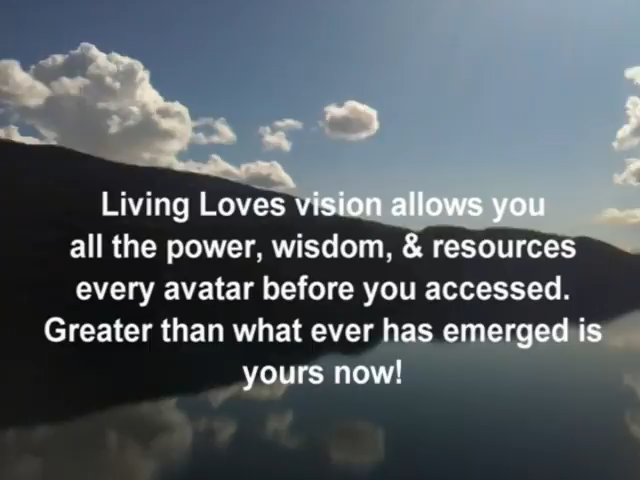 Living Loves vision allows you
all the power, wisdom, & resources
every avatar before you accessed.
Greater than what ever has emerged is
yours now!